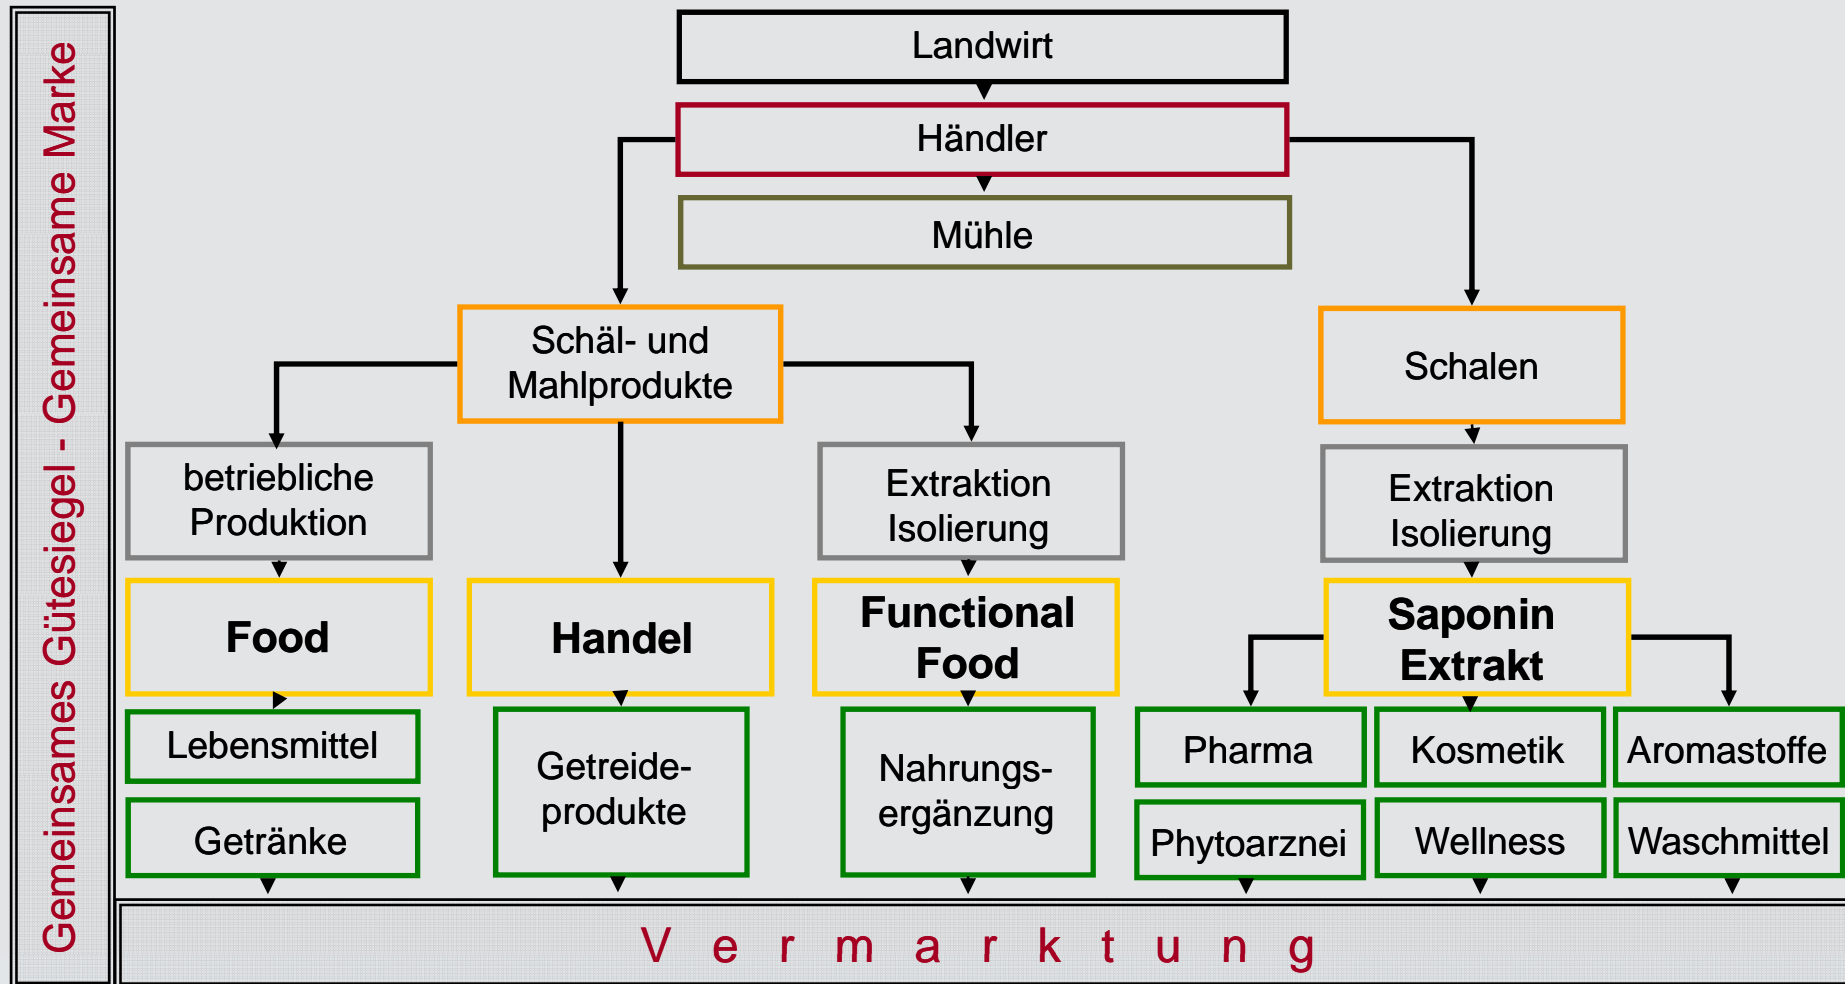 Gemeinsames Gütesiegel - Gemeinsame Marke
Landwirt
Händler
Mühle
Schäl- und
Mahlprodukte
Schalen
betriebliche
Produktion
Extraktion
Isolierung
Extraktion
Isolierung
Food
Handel
Functional
Food
Saponin
Extrakt
Lebensmittel
Getränke
Getreide-
produkte
Nahrungs-
ergänzung
Pharma
Kosmetik
Aromastoffe
Phytoarznei
Wellness
Waschmittel
Vermarktung